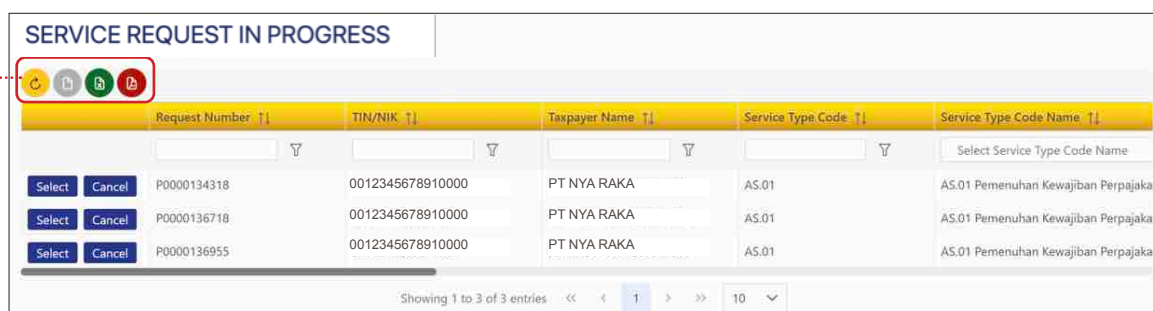 SERVICE REQUEST IN PROGRESS
Request Number TIN/NIK Taxpayer Name Service Type Code Service Type Code Name
Select Service Type Code Name
Select Cancel P0000134318 0012345678910000 PT NYA RAKA AS.01 AS.01 Pemenuhan Kewajiban Perpajaka
Select Cancel P0000136718 0012345678910000 PT NYA RAKA AS.01 AS.01 Pemenuhan Kewajiban Perpajaka
Select Cancel P0000136955 0012345678910000 PT NYA RAKA AS.01 AS.01 Pemenuhan Kewajiban Perpajaka
Showing 1 to 3 of 3 entries << < 1 > >> 10